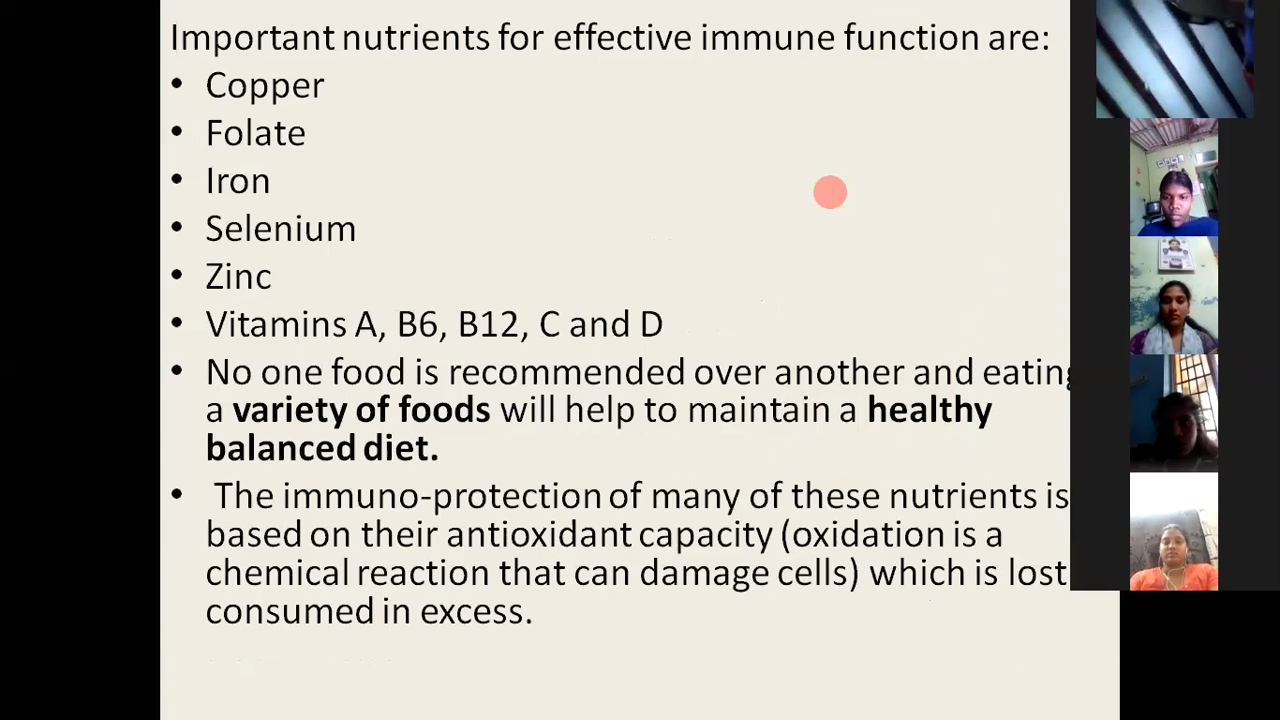 Important nutrients for effective immune function are:
• Copper
• Folate
• Iron
• Selenium
• Zinc
• Vitamins A, B6, B12, C and D
• No one food is recommended over another and eating
a variety of foods will help to maintain a healthy
balanced diet.
• The immuno-protection of many of these nutrients is
based on their antioxidant capacity (oxidation is a
chemical reaction that can damage cells) which is lost
consumed in excess.